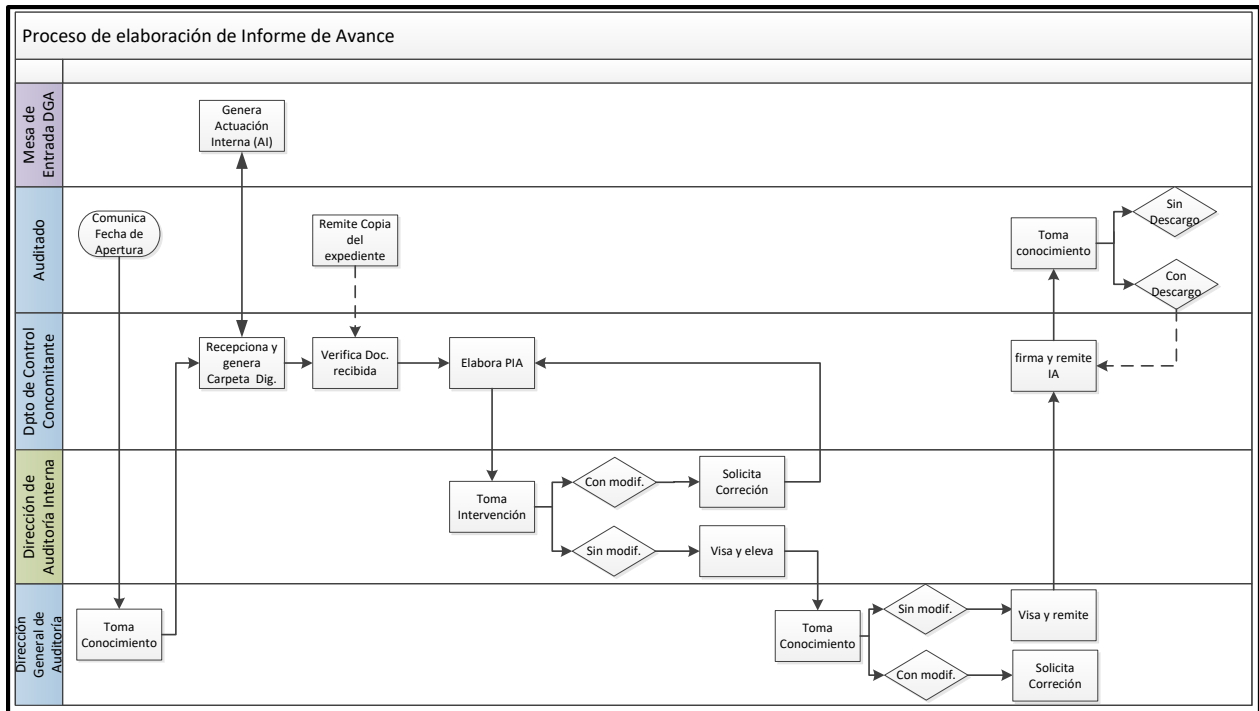 Proceso de elaboración de Informe de Avance
Mesa de
Entrada DGA
Genera
Actuación
Interna (AI)
Auditado
Comunica
Fecha de
Apertura
Remite Copia
del
expediente
Toma
conocimiento
Sin
Descargo
Con
Descargo
Dpto de Control
Concomitante
Recepciona y
genera
Carpeta Dig.
Verifica Doc.
recibida
Elabora PIA
firma y remite
IA
Dirección de
Auditoría Interna
Toma
Intervención
Con modif.
Solicita
Correción
Sin modif.
Visa y eleva
Dirección
General de
Auditoría
Toma
Conocimiento
Toma
Conocimiento
Sin modif.
Visa y remite
Con modif.
Solicita
Correción